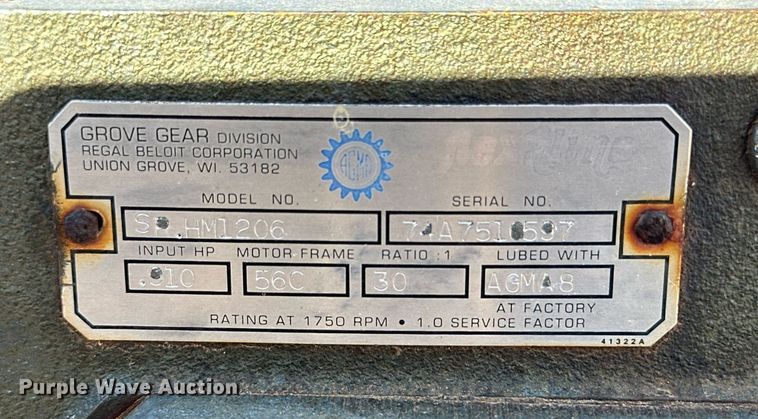 GROVE GEAR DIVISION
REGAL BELOIT CORPORATION
UNION GROVE, WI. 53182
AGMA
MODEL NO. SERIAL NO.
INPUT HP MOTOR FRAME RATIO :1 LUBED WITH
.910 56C 30 AGMA8
AT FACTORY
RATING AT 1750 RPM • 1.0 SERVICE FACTOR
41322A
Purple Wave Auction